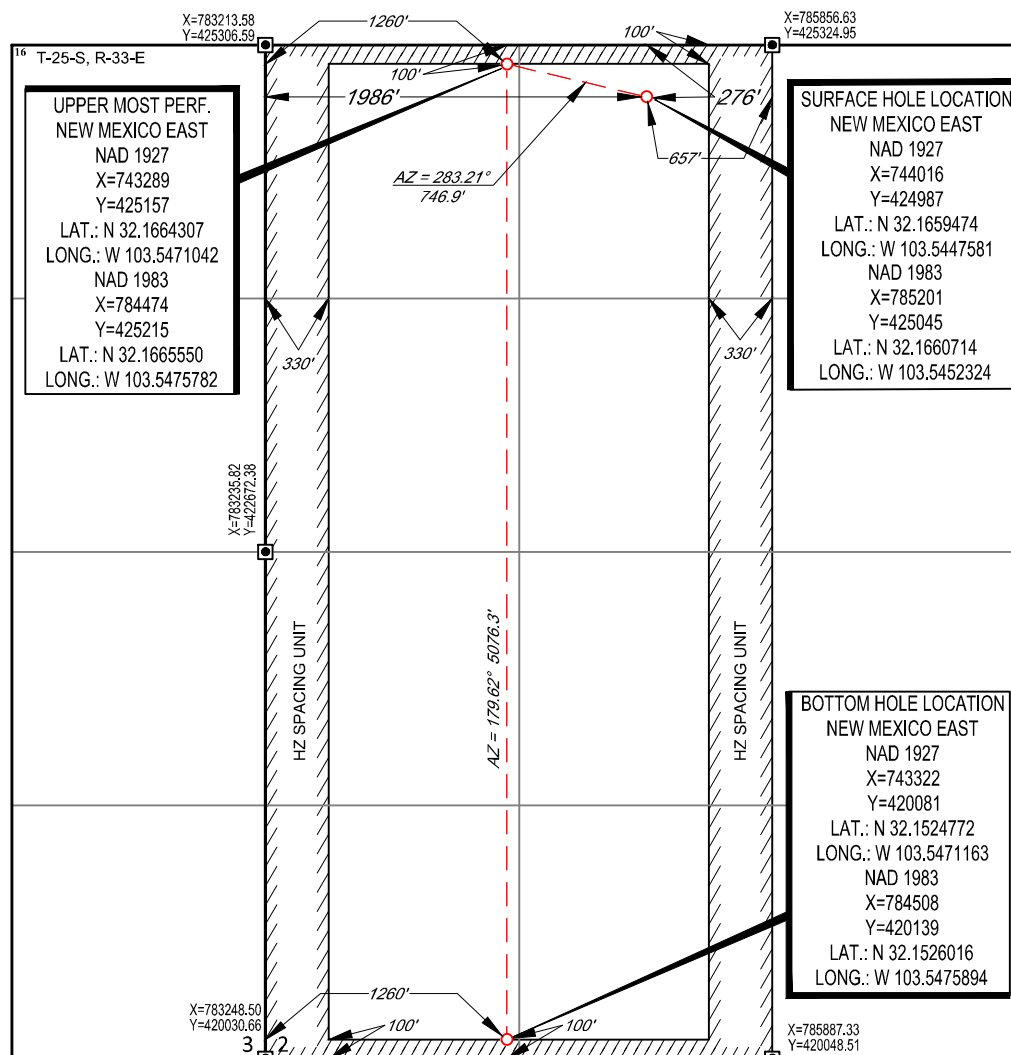 X=783213.58
Y=425306.59
1260'
X=785856.63
Y=425324.95
16 T-25-S, R-33-E
100'
100'
1986'
276'
657'
AZ = 283.21°
746.9'
UPPER MOST PERF.
NEW MEXICO EAST
NAD 1927
X=743289
Y=425157
LAT.: N 32.1664307
LONG.: W 103.5471042
NAD 1983
X=784474
Y=425215
LAT.: N 32.1665550
LONG.: W 103.5475782
SURFACE HOLE LOCATION
NEW MEXICO EAST
NAD 1927
X=744016
Y=424987
LAT.: N 32.1659474
LONG.: W 103.5447581
NAD 1983
X=785201
Y=425045
LAT.: N 32.1660714
LONG.: W 103.5452324
330'
330'
X=783235.82
Y=422672.38
HZ SPACING UNIT
AZ = 179.62° 5076.3'
HZ SPACING UNIT
BOTTOM HOLE LOCATION
NEW MEXICO EAST
NAD 1927
X=743322
Y=420081
LAT.: N 32.1524772
LONG.: W 103.5471163
NAD 1983
X=784508
Y=420139
LAT.: N 32.1526016
LONG.: W 103.5475894
X=783248.50
Y=420030.66
1260'
3 2
100'
100'
X=785887.33
Y=420048.51